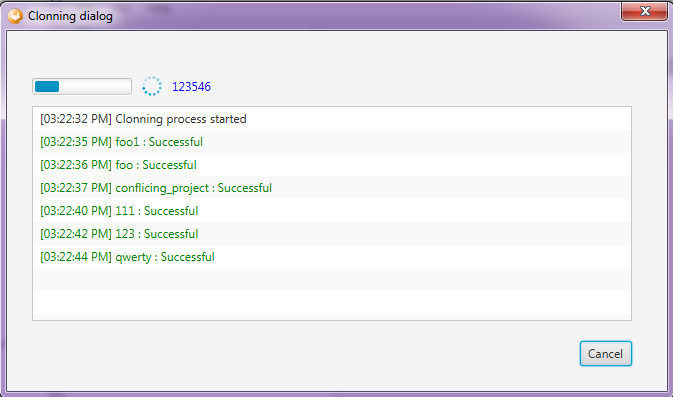 Clonning dialog
123546
[03:22:32 PM] Clonning process started
[03:22:35 PM] foo1 : Successful
[03:22:36 PM] foo : Successful
[03:22:37 PM] conflicing_project : Successful
[03:22:40 PM] 111 : Successful
[03:22:42 PM] 123 : Successful
[03:22:44 PM] qwerty : Successful
Cancel